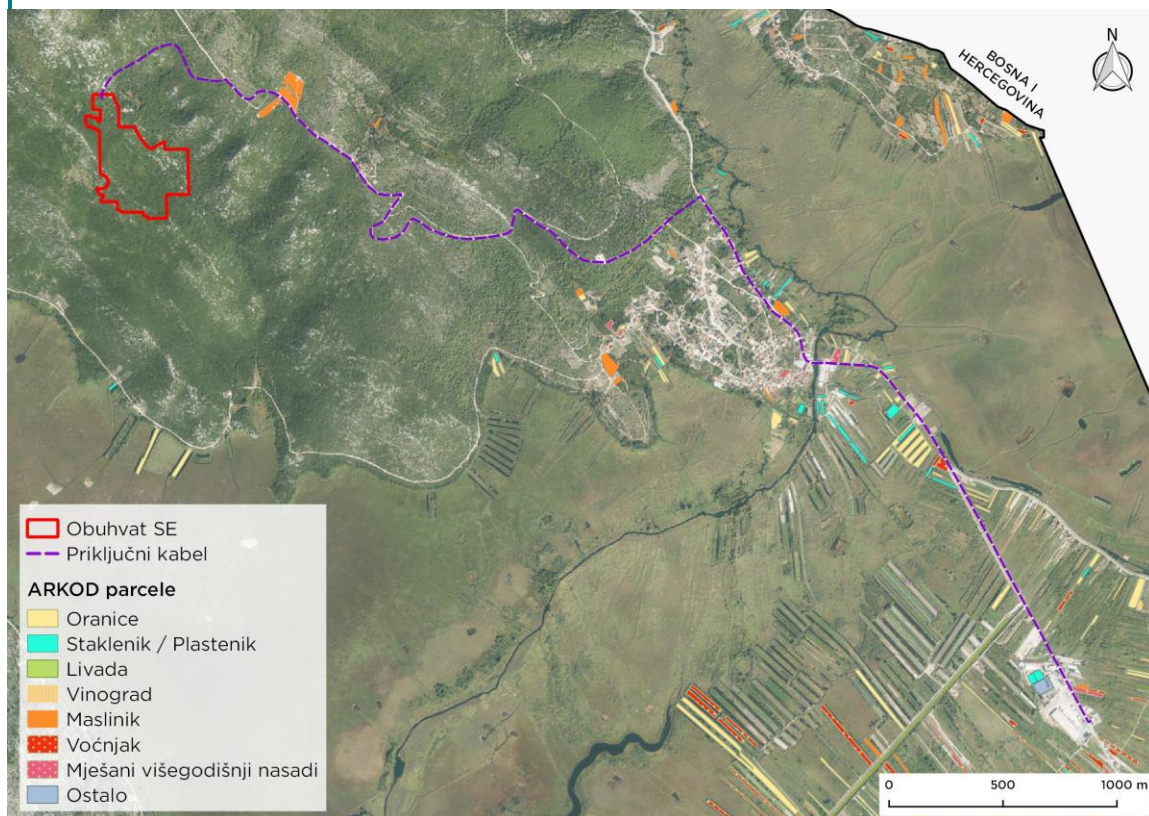 N
BOSNA I
HERCEGOVINA
Obuhvat SE
Priključni kabel
ARKOD parcele
Oranice
Staklenik / Plastenik
Livada
Vinograd
Maslinik
Voćnjak
Mješani višegodišnji nasadi
Ostalo
0 500 1000 m